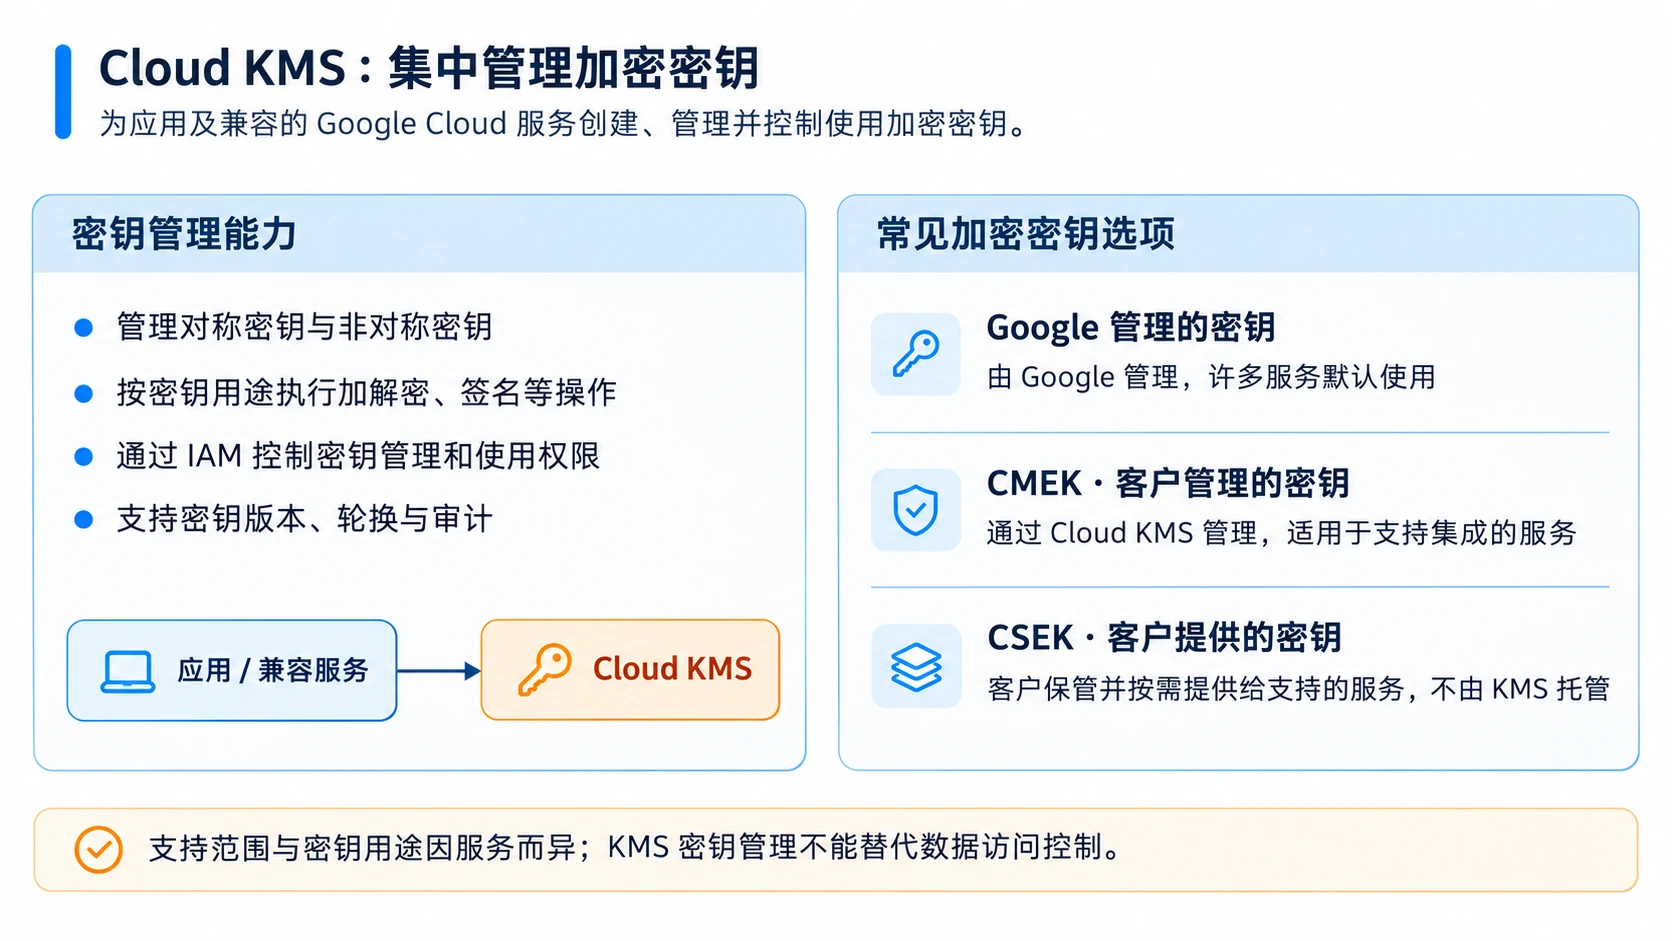 Cloud KMS：集中管理加密密钥
为应用及兼容的 Google Cloud 服务创建、管理并控制使用加密密钥。
密钥管理能力
管理对称密钥与非对称密钥
按密钥用途执行加解密、签名等操作
通过 IAM 控制密钥管理和使用权限
支持密钥版本、轮换与审计
应用 / 兼容服务
Cloud KMS
常见加密密钥选项
Google 管理的密钥
由 Google 管理，许多服务默认使用
CMEK · 客户管理的密钥
通过 Cloud KMS 管理，适用于支持集成的服务
CSEK · 客户提供的密钥
客户保管并按需提供给支持的服务，不由 KMS 托管
支持范围与密钥用途因服务而异；KMS 密钥管理不能替代数据访问控制。